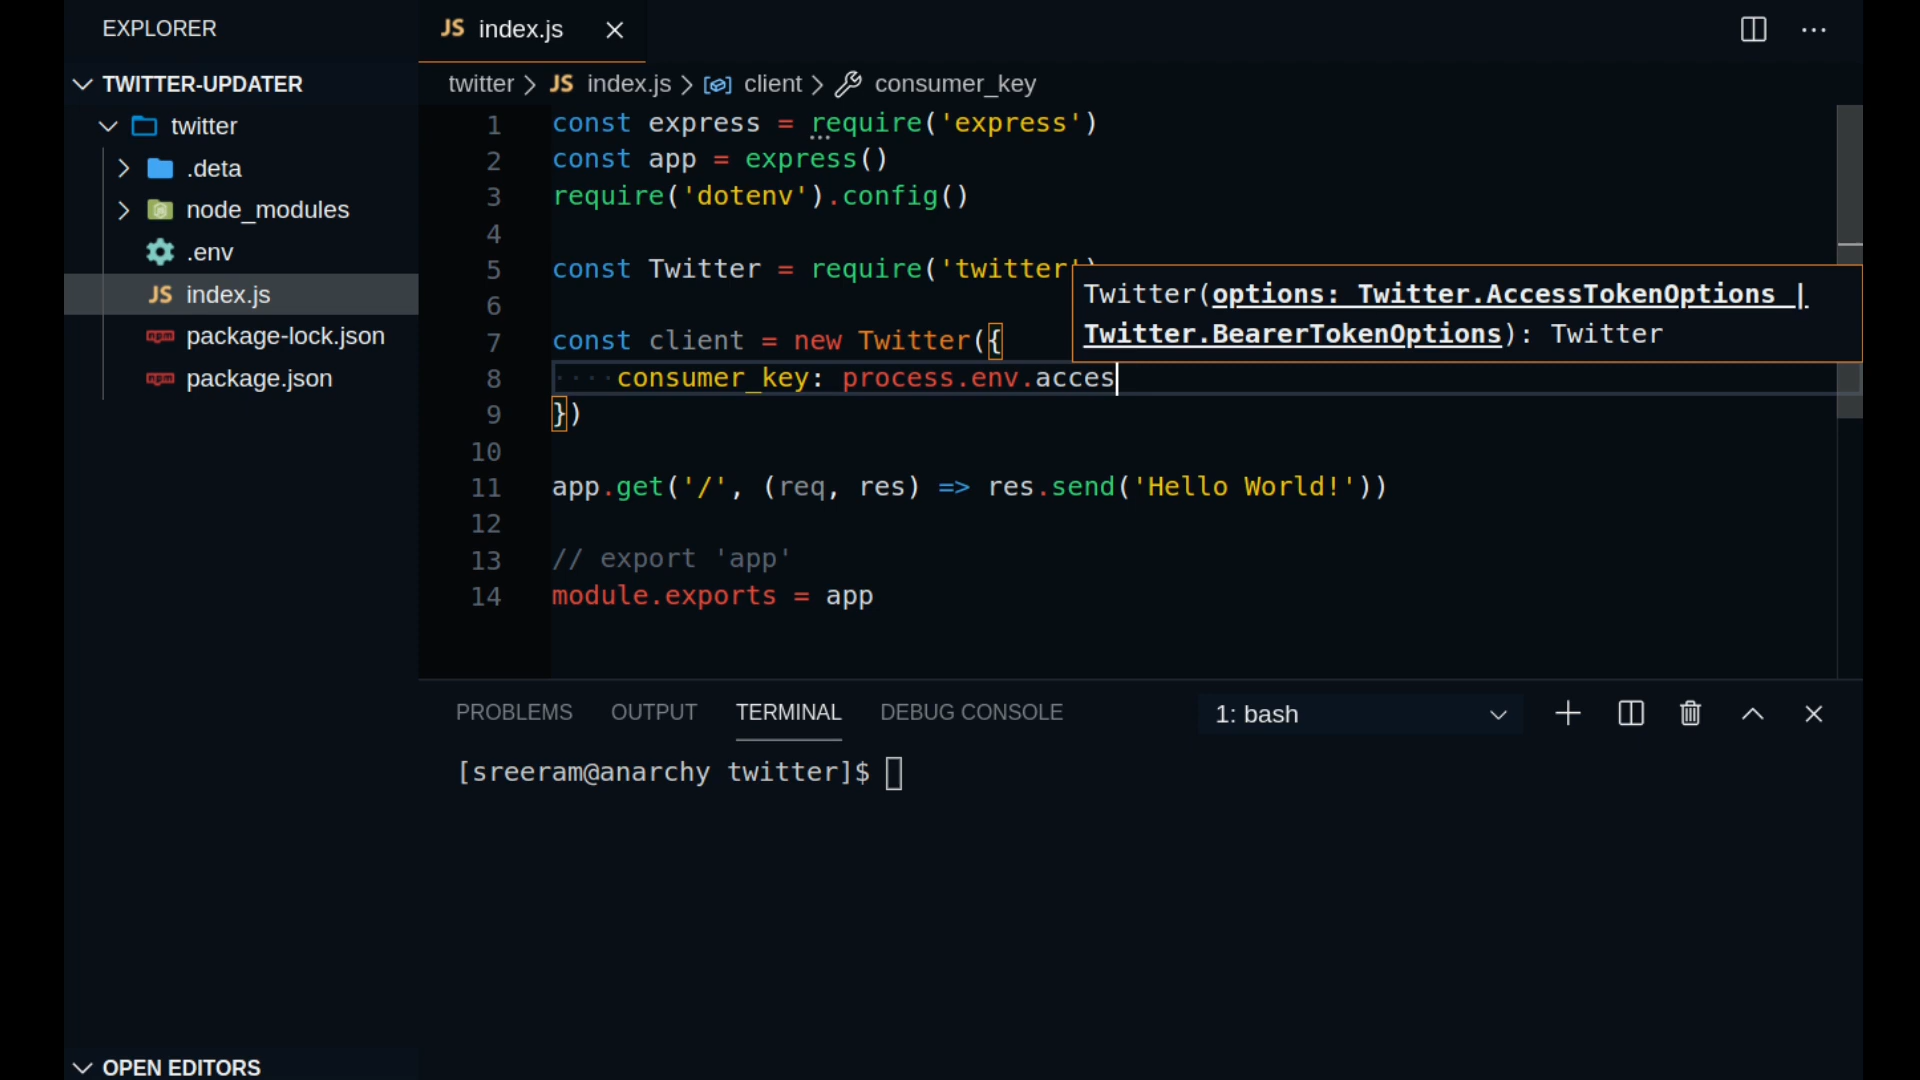 EXPLORER
TWITTER-UPDATER
twitter
.deta
node_modules
.env
JS index.js
npm package-lock.json
npm package.json
OPEN EDITORS
JS index.js
twitter > JS index.js > client > consumer_key
1 const express = require('express')
2 const app = express()
3 require('dotenv').config()
4
5 const Twitter = require('twitter')
6
7 const client = new Twitter({
8 ····consumer_key: process.env.acces
9 })
10
11 app.get('/', (req, res) => res.send('Hello World!'))
12
13 // export 'app'
14 module.exports = app
Twitter(options: Twitter.AccessTokenOptions |
Twitter.BearerTokenOptions): Twitter
PROBLEMS OUTPUT TERMINAL DEBUG CONSOLE 1: bash
[sreeram@anarchy twitter]$